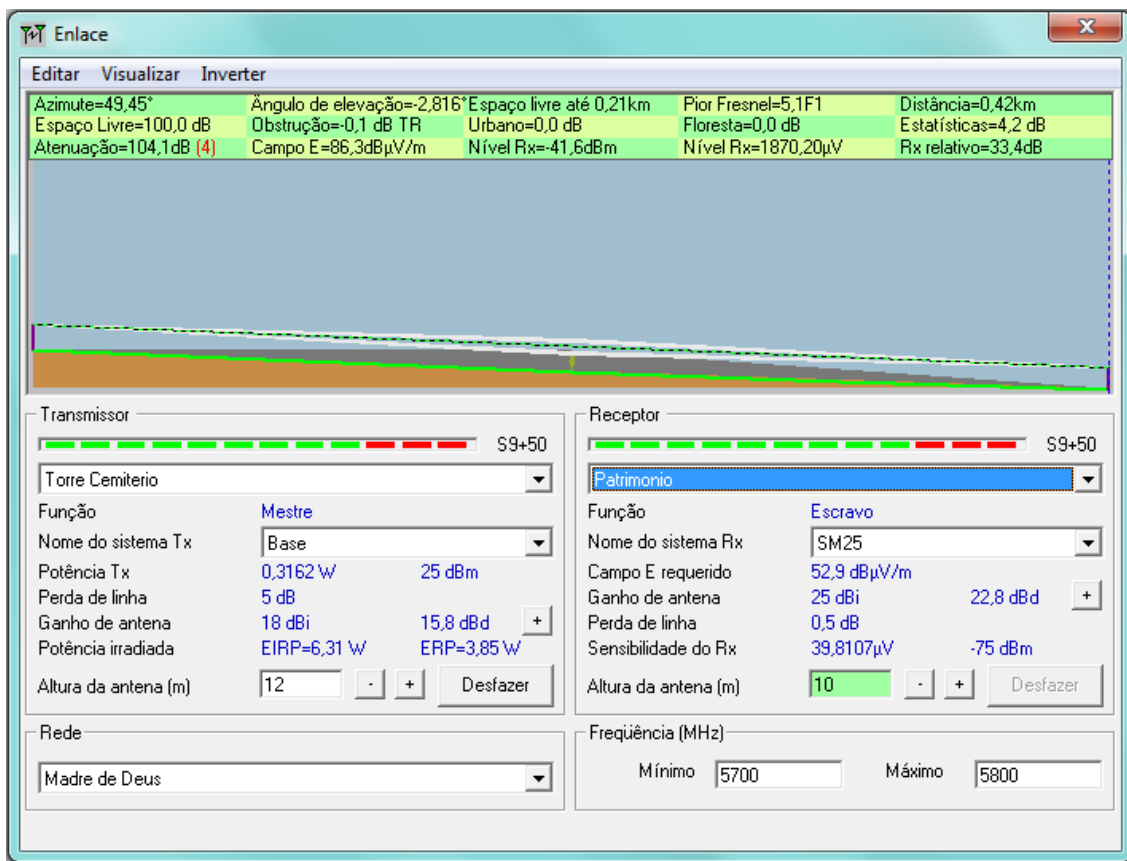 Enlace
Editar Visualizar Inverter
Azimute=49,45° Ângulo de elevação=-2,816° Espaço livre até 0,21km Pior Fresnel=5,1F1 Distância=0,42km
Espaço Livre=100,0 dB Obstrução=-0,1 dB TR Urbano=0,0 dB Floresta=0,0 dB Estatísticas=4,2 dB
Atenuação=104,1dB (4) Campo E=86,3dBµV/m Nível Rx=-41,6dBm Nível Rx=1870,20µV Rx relativo=33,4dB
Transmissor
S9+50
Torre Cemiterio
Função Mestre
Nome do sistema Tx Base
Potência Tx 0,3162 W 25 dBm
Perda de linha 5 dB
Ganho de antena 18 dBi 15,8 dBd +
Potência irradiada EIRP=6,31 W ERP=3,85 W
Altura da antena (m) 12 - + Desfazer
Rede
Madre de Deus
Receptor
S9+50
Patrimonio
Função Escravo
Nome do sistema Rx SM25
Campo E requerido 52,9 dBµV/m
Ganho de antena 25 dBi 22,8 dBd +
Perda de linha 0,5 dB
Sensibilidade do Rx 39,8107µV -75 dBm
Altura da antena (m) 10 - + Desfazer
Freqüência (MHz)
Mínimo 5700 Máximo 5800